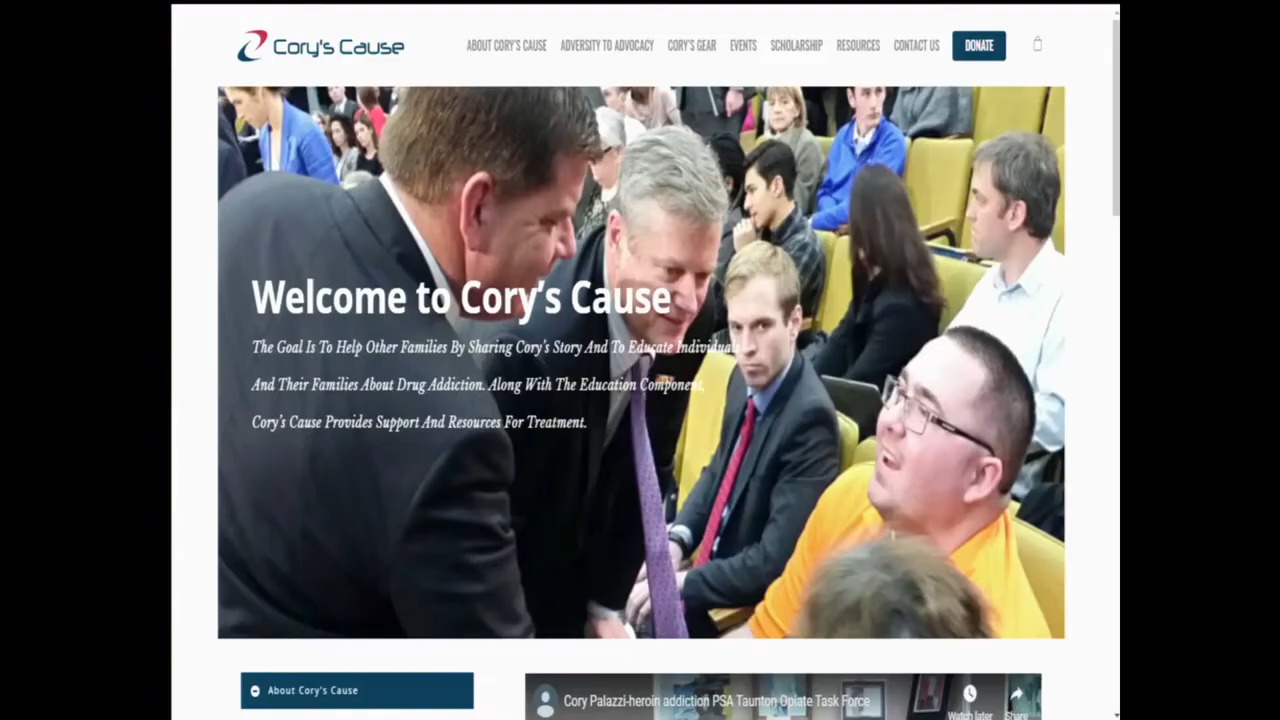 Cory's Cause
ABOUT CORY'S CAUSE ADVERSITY TO ADVOCACY CORY'S GEAR EVENTS SCHOLARSHIP RESOURCES CONTACT US DONATE
Welcome to Cory's Cause
The Goal Is To Help Other Families By Sharing Cory's Story And To Educate Individuals
And Their Families About Drug Addiction. Along With The Education Component,
Cory's Cause Provides Support And Resources For Treatment.
About Cory's Cause
Cory Palazzi-heroin addiction PSA Taunton Opiate Task Force
Watch later Share